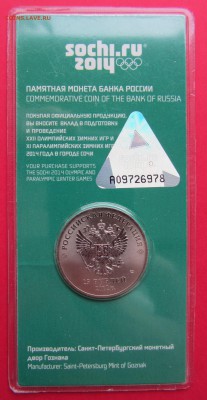 sochi.ru
2014
ПАМЯТНАЯ МОНЕТА БАНКА РОССИИ
COMMEMORATIVE COIN OF THE BANK OF RUSSIA
ПОКУПАЯ ОФИЦИАЛЬНУЮ ПРОДУКЦИЮ,
ВЫ ВНОСИТЕ ВКЛАД В ПОДГОТОВКУ
И ПРОВЕДЕНИЕ
XXII ОЛИМПИЙСКИХ ЗИМНИХ ИГР И
XI ПАРАЛИМПИЙСКИХ ЗИМНИХ ИГР
2014 ГОДА В ГОРОДЕ СОЧИ
YOUR PURCHASE SUPPORTS
THE SOCHI 2014 OLYMPIC AND
PARALYMPIC WINTER GAMES
A09726978
РОССИЙСКАЯ ФЕДЕРАЦИЯ
25 РУБЛЕЙ
Производитель: Санкт-Петербургский монетный
двор Гознака
Manufacturer: Saint-Petersburg Mint of Goznak